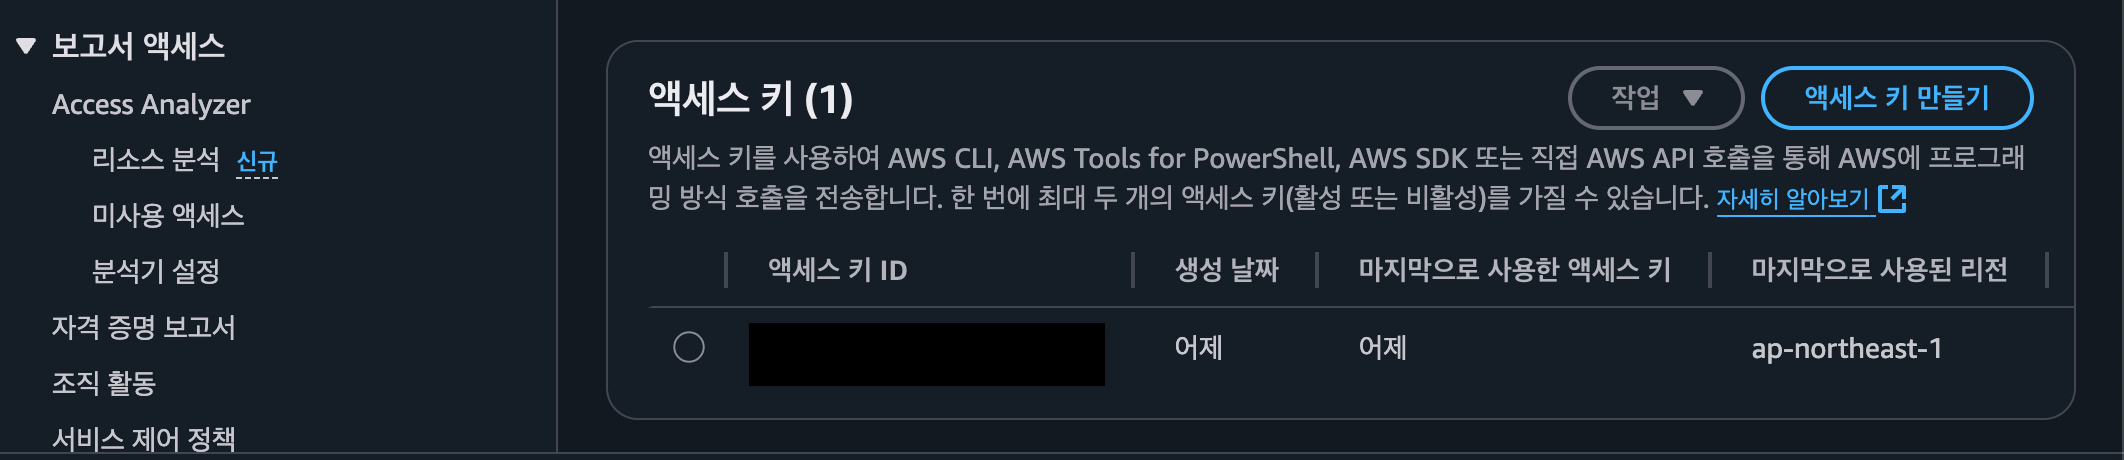 보고서 액세스
Access Analyzer
리소스 분석 신규
미사용 액세스
분석기 설정
자격 증명 보고서
조직 활동
서비스 제어 정책
액세스 키 (1)
작업
액세스 키 만들기
액세스 키를 사용하여 AWS CLI, AWS Tools for PowerShell, AWS SDK 또는 직접 AWS API 호출을 통해 AWS에 프로그래
밍 방식 호출을 전송합니다. 한 번에 최대 두 개의 액세스 키(활성 또는 비활성)를 가질 수 있습니다. 자세히 알아보기
액세스 키 ID 생성 날짜 마지막으로 사용한 액세스 키 마지막으로 사용된 리전
어제 어제 ap-northeast-1